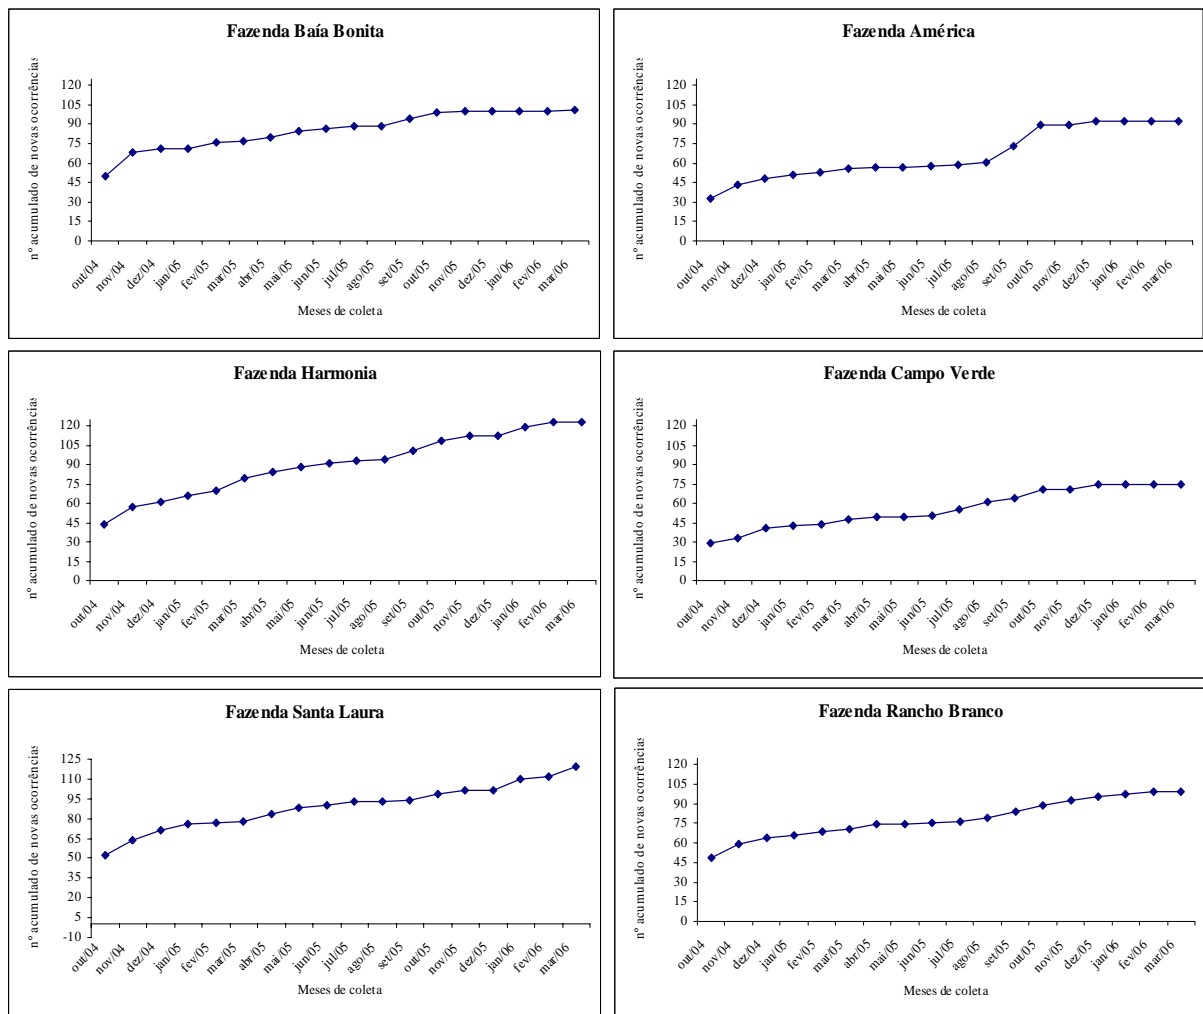 Fazenda Baía Bonita
nº acumulado de novas ocorrências
120
105
90
75
60
45
30
15
0
out/04
nov/04
dez/04
jan/05
fev/05
mar/05
abr/05
mai/05
jun/05
jul/05
ago/05
set/05
out/05
nov/05
dez/05
jan/06
fev/06
mar/06
Meses de coleta
Fazenda América
nº acumulado de novas ocorrências
120
105
90
75
60
45
30
15
0
out/04
nov/04
dez/04
jan/05
fev/05
mar/05
abr/05
mai/05
jun/05
jul/05
ago/05
set/05
out/05
nov/05
dez/05
jan/06
fev/06
mar/06
Meses de coleta
Fazenda Harmonia
nº acumulado de novas ocorrências
120
105
90
75
60
45
30
15
0
out/04
nov/04
dez/04
jan/05
fev/05
mar/05
abr/05
mai/05
jun/05
jul/05
ago/05
set/05
out/05
nov/05
dez/05
jan/06
fev/06
mar/06
Meses de coleta
Fazenda Campo Verde
nº acumulado de novas ocorrências
120
105
90
75
60
45
30
15
0
out/04
nov/04
dez/04
jan/05
fev/05
mar/05
abr/05
mai/05
jun/05
jul/05
ago/05
set/05
out/05
nov/05
dez/05
jan/06
fev/06
mar/06
Meses de coleta
Fazenda Santa Laura
nº acumulado de novas ocorrências
125
110
95
80
65
50
35
20
5
-10
out/04
nov/04
dez/04
jan/05
fev/05
mar/05
abr/05
mai/05
jun/05
jul/05
ago/05
set/05
out/05
nov/05
dez/05
jan/06
fev/06
mar/06
Meses de coleta
Fazenda Rancho Branco
nº acumulado de novas ocorrências
120
105
90
75
60
45
30
15
0
out/04
nov/04
dez/04
jan/05
fev/05
mar/05
abr/05
mai/05
jun/05
jul/05
ago/05
set/05
out/05
nov/05
dez/05
jan/06
fev/06
mar/06
Meses de coleta